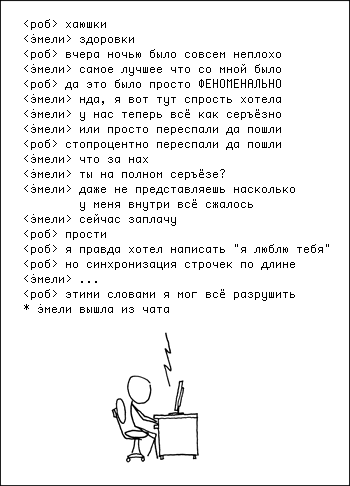 <роб> хаюшки
<эмели> здоровки
<роб> вчера ночью было совсем неплохо
<эмели> самое лучшее что со мной было
<роб> да это было просто ФЕНОМЕНАЛЬНО
<эмели> нда, я вот тут спрость хотела
<эмели> у нас теперь всё как серъёзно
<эмели> или просто переспали да пошли
<роб> стопроцентно переспали да пошли
<эмели> что за нах
<эмели> ты на полном серъёзе?
<эмели> даже не представляешь насколько
у меня внутри всё сжалось
<эмели> сейчас заплачу
<роб> прости
<роб> я правда хотел написать "я люблю тебя"
<роб> но синхронизация строчек по длине
<эмели> ...
<роб> этими словами я мог всё разрушить
* эмели вышла из чата